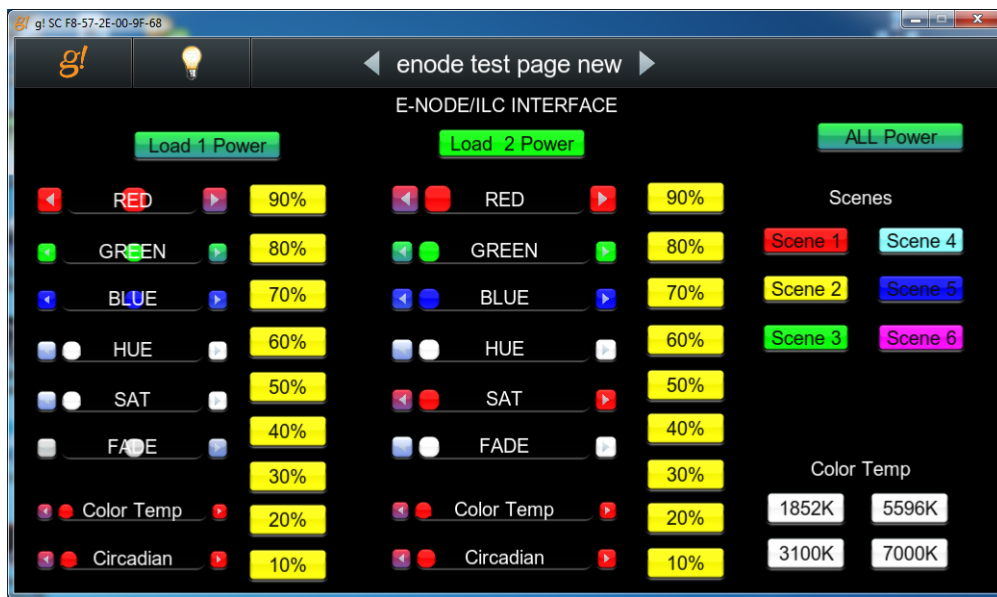 g! g! SC F8-57-2E-00-9F-68
g!
enode test page new
E-NODE/ILC INTERFACE
Load 1 Power
Load 2 Power
ALL Power
RED
90%
RED
90%
Scenes
GREEN
80%
GREEN
80%
Scene 1
Scene 4
BLUE
70%
BLUE
70%
Scene 2
Scene 5
HUE
60%
HUE
60%
Scene 3
Scene 6
SAT
50%
SAT
50%
FADE
40%
FADE
40%
30%
30%
Color Temp
Color Temp
20%
Color Temp
20%
1852K
5596K
Circadian
10%
Circadian
10%
3100K
7000K